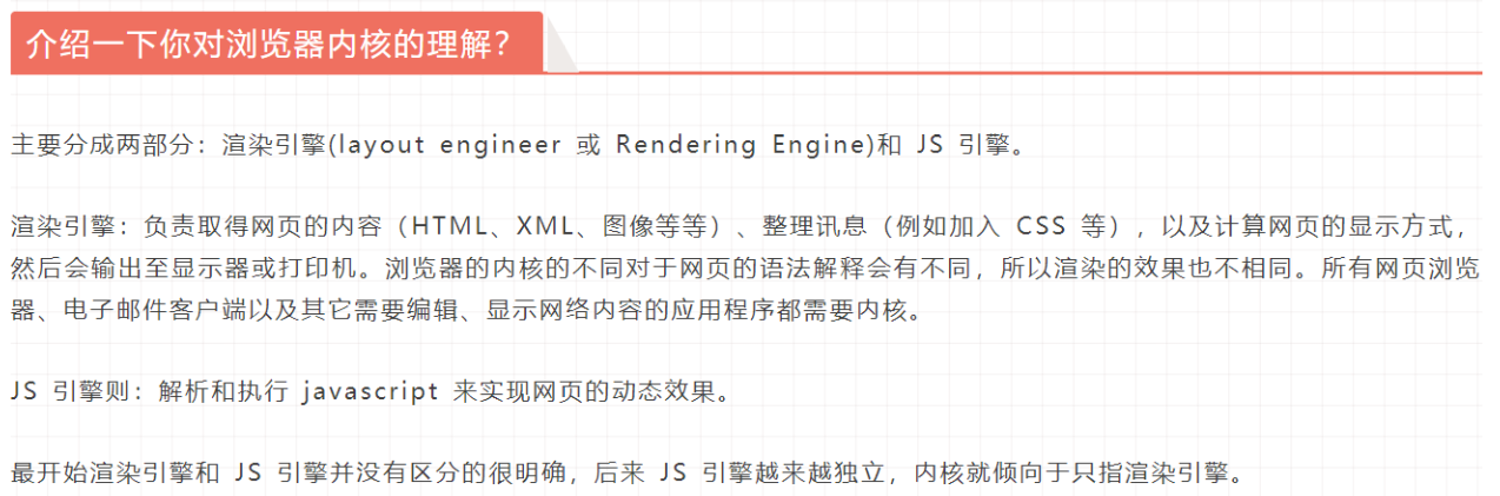 介绍一下你对浏览器内核的理解？
主要分成两部分：渲染引擎(layout engineer 或 Rendering Engine)和 JS 引擎。
渲染引擎：负责取得网页的内容（HTML、XML、图像等等）、整理讯息（例如加入 CSS 等），以及计算网页的显示方式，
然后会输出至显示器或打印机。浏览器的内核的不同对于网页的语法解释会有不同，所以渲染的效果也不相同。所有网页浏览
器、电子邮件客户端以及其它需要编辑、显示网络内容的应用程序都需要内核。
JS 引擎则：解析和执行 javascript 来实现网页的动态效果。
最开始渲染引擎和 JS 引擎并没有区分的很明确，后来 JS 引擎越来越独立，内核就倾向于只指渲染引擎。